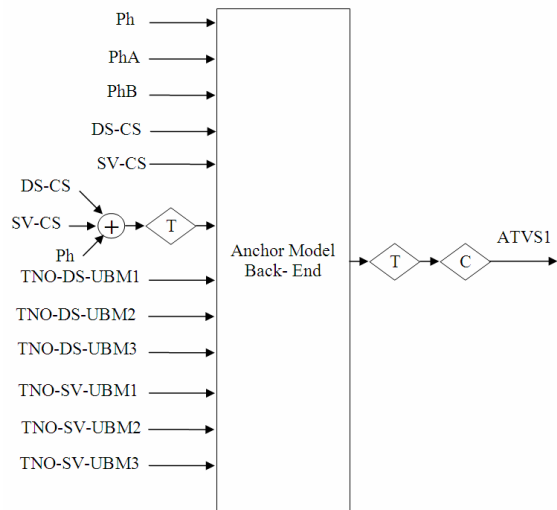 Ph
PhA
PhB
DS-CS
SV-CS
DS-CS
SV-CS
+
T
Ph
TNO-DS-UBM1
TNO-DS-UBM2
TNO-DS-UBM3
TNO-SV-UBM1
TNO-SV-UBM2
TNO-SV-UBM3
Anchor Model
Back- End
T
C
ATVS1